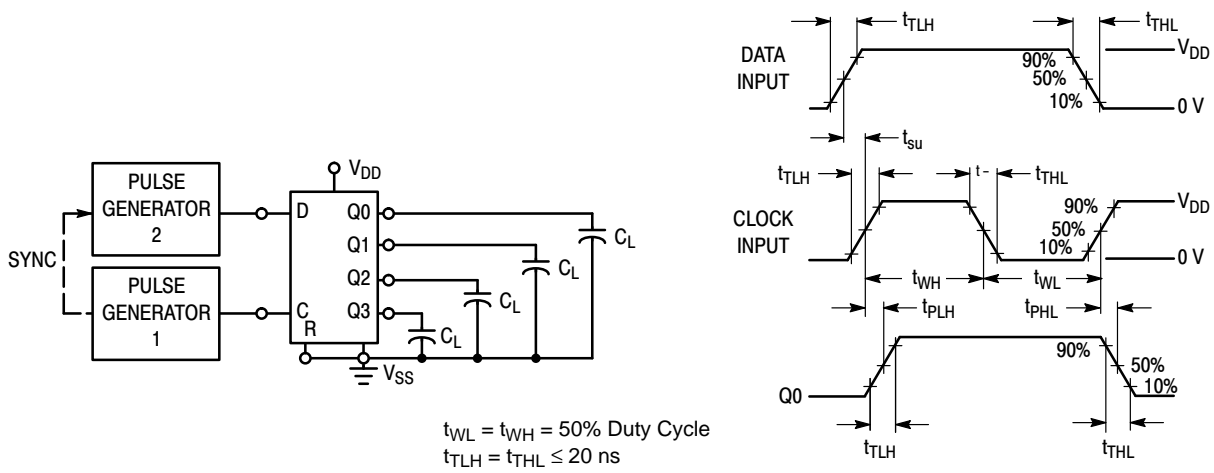 PULSE
GENERATOR
2
SYNC
PULSE
GENERATOR
1
V_DD
D
C
R
Q0
Q1
Q2
Q3
C_L
C_L
C_L
C_L
V_SS
t_WL = t_WH = 50% Duty Cycle
t_TLH = t_THL ≤ 20 ns
DATA
INPUT
t_TLH
t_THL
V_DD
90%
50%
10%
0 V
t_su
CLOCK
INPUT
t_TLH
t –
t_THL
V_DD
90%
50%
10%
0 V
t_WH
t_WL
t_PLH
t_PHL
Q0
90%
50%
10%
t_TLH
t_THL